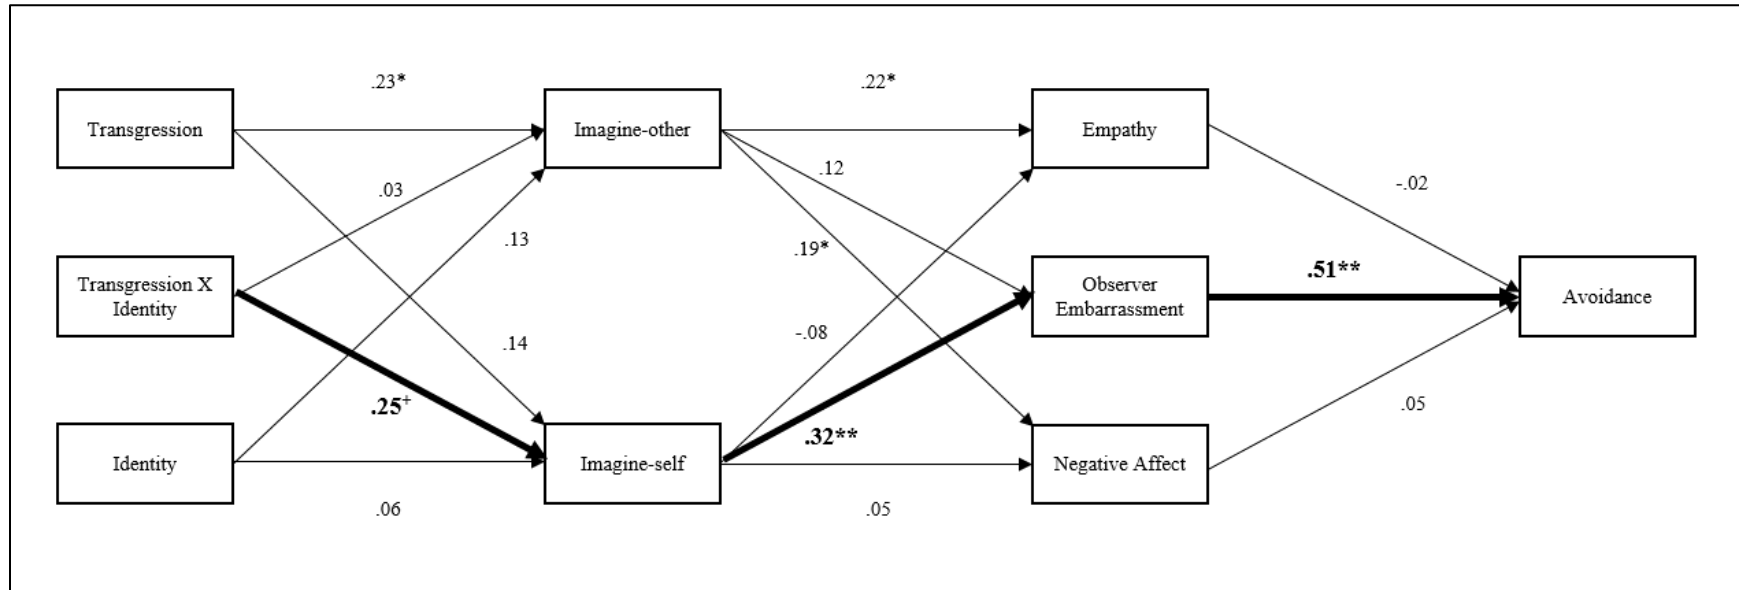 .23*
.22*
Transgression
Imagine-other
Empathy
.12
-.02
.03
.13
.19*
Transgression X
Identity
Observer
Embarrassment
.51**
Avoidance
-.08
.14
.25+
.05
.32**
Identity
Imagine-self
Negative Affect
.06
.05